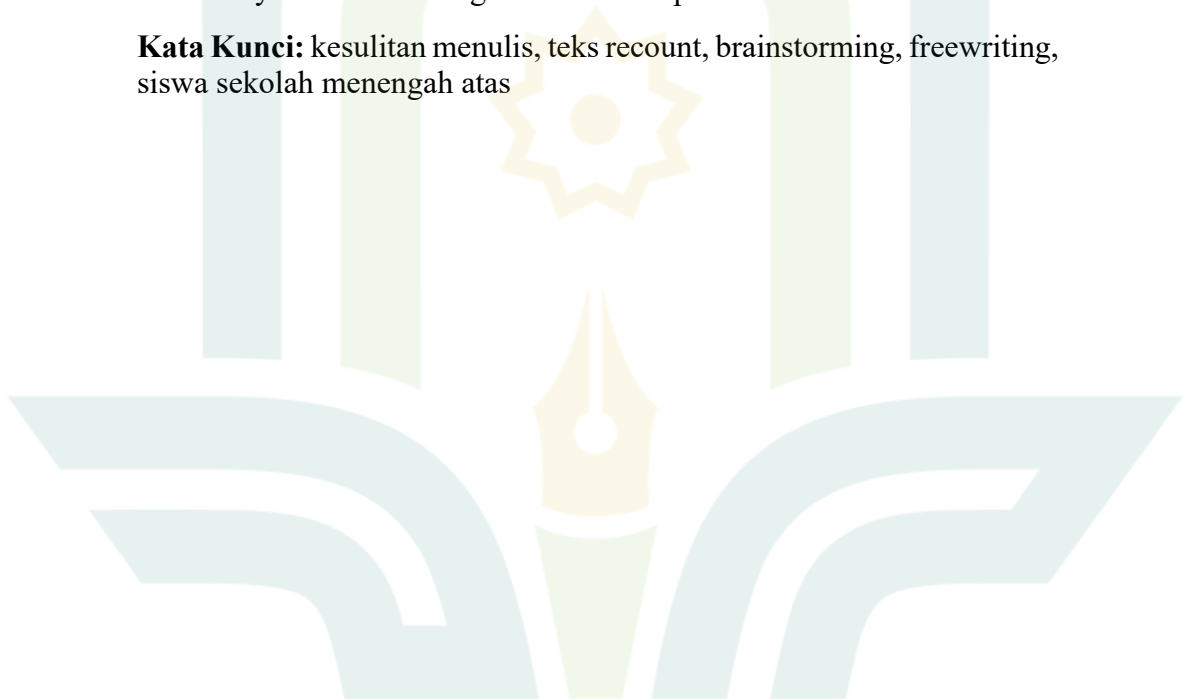 Kata Kunci: kesulitan menulis, teks recount, brainstorming, freewriting,
siswa sekolah menengah atas